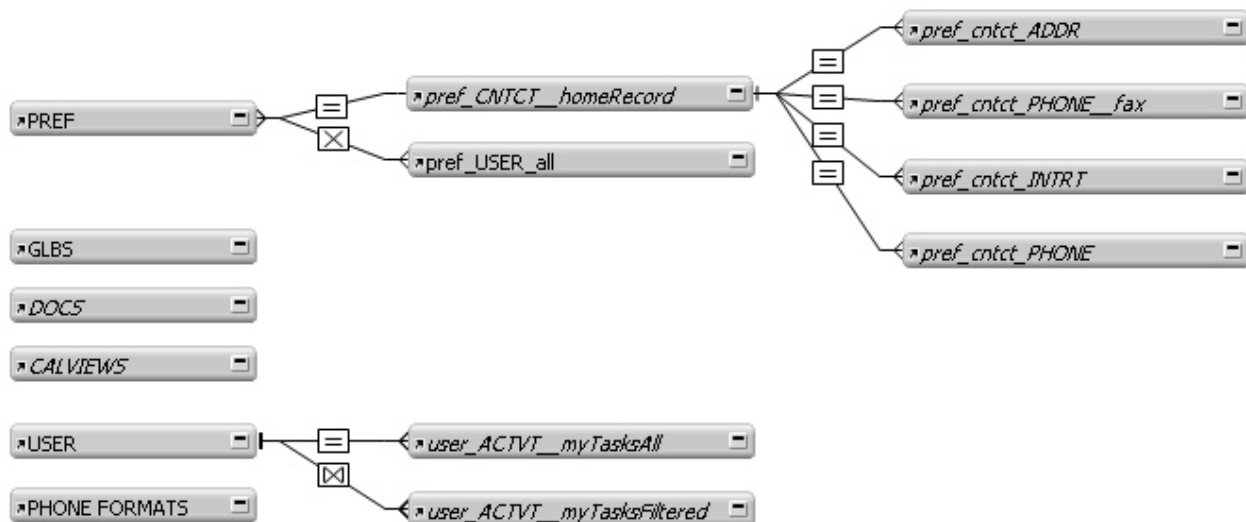 pref_cntct_ADDR
pref_CNTCT__homeRecord
PREF
pref_cntct_PHONE__fax
pref_USER_all
pref_cntct_INTRT
GLBS
pref_cntct_PHONE
DOCS
CALVIEWS
USER
user_ACTVT__myTasksAll
PHONE FORMATS
user_ACTVT__myTasksFiltered